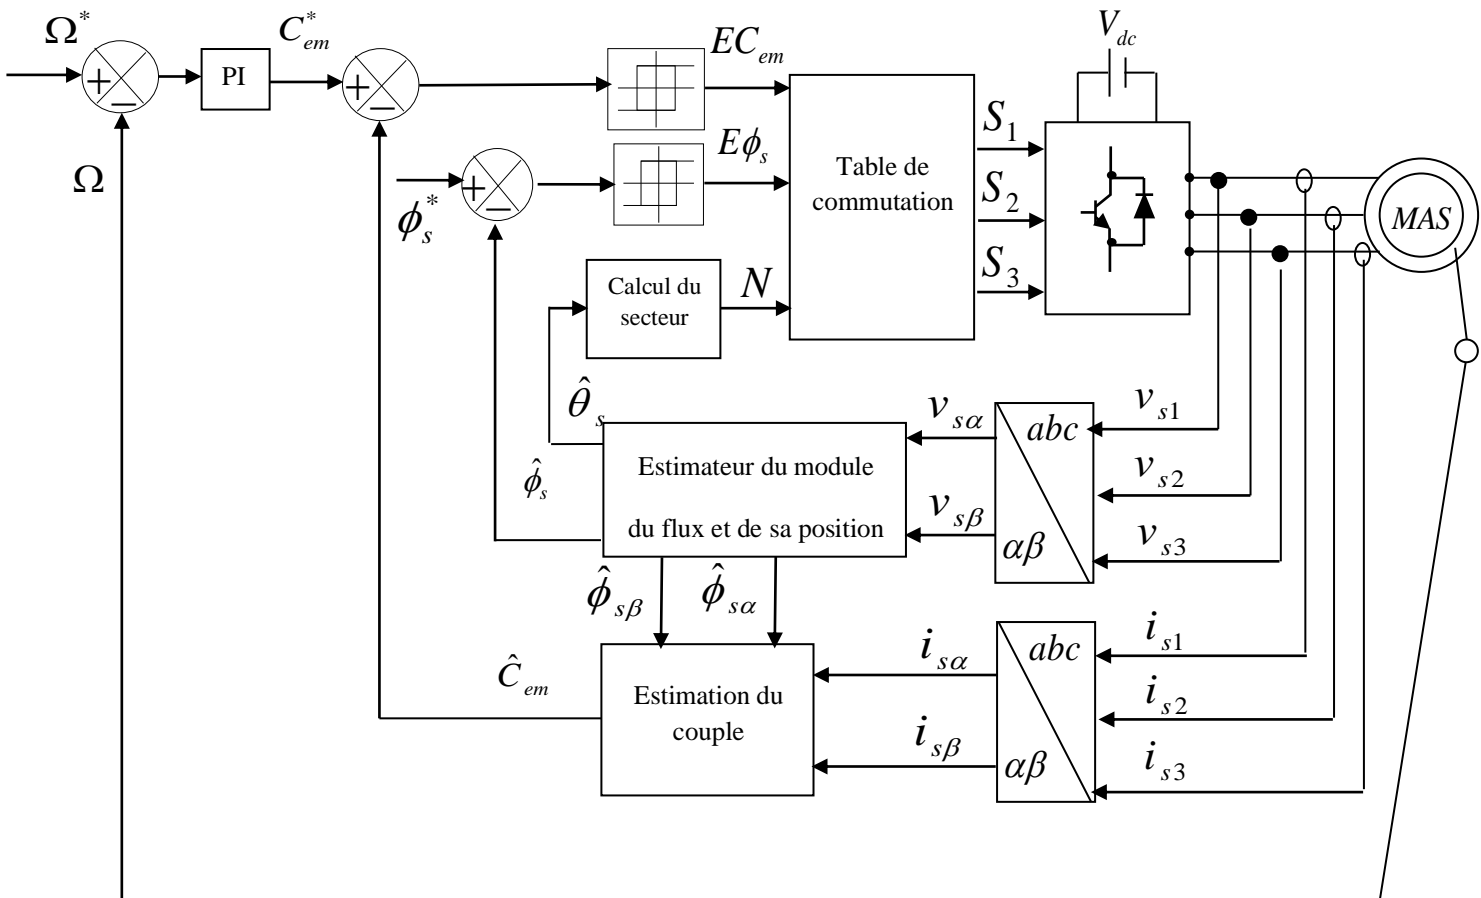 Ω*
+
−
Ω
PI
C*em
+
−
ECem
Eϕs
ϕ*s
+
−
Calcul du
secteur
N
Table de
commutation
S1
S2
S3
Vdc
MAS
θ̂s
ϕ̂s
Estimateur du module
du flux et de sa position
vsα
vsβ
abc
αβ
vs1
vs2
vs3
ϕ̂sβ
ϕ̂sα
Ĉem
Estimation du
couple
isα
isβ
abc
αβ
is1
is2
is3